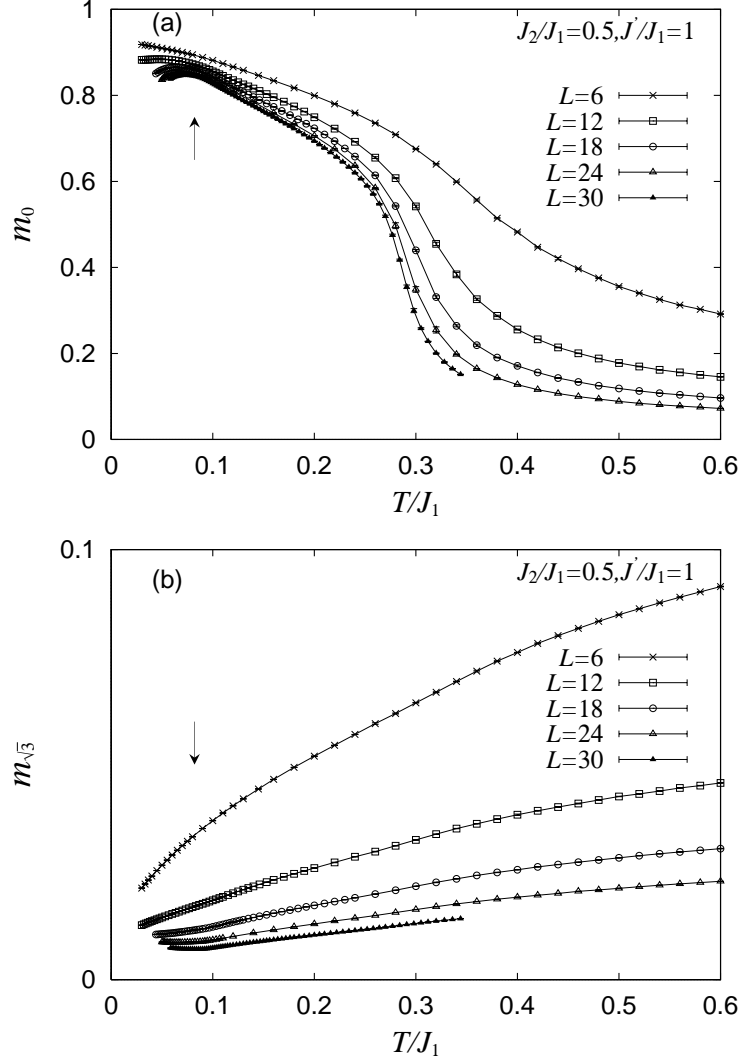 (a)
J₂/J₁=0.5,J'/J₁=1
L=6
L=12
L=18
L=24
L=30
m₀
1
0.8
0.6
0.4
0.2
0
0 0.1 0.2 0.3 0.4 0.5 0.6
T/J₁
(b)
J₂/J₁=0.5,J'/J₁=1
L=6
L=12
L=18
L=24
L=30
m√3
0.1
0
0 0.1 0.2 0.3 0.4 0.5 0.6
T/J₁